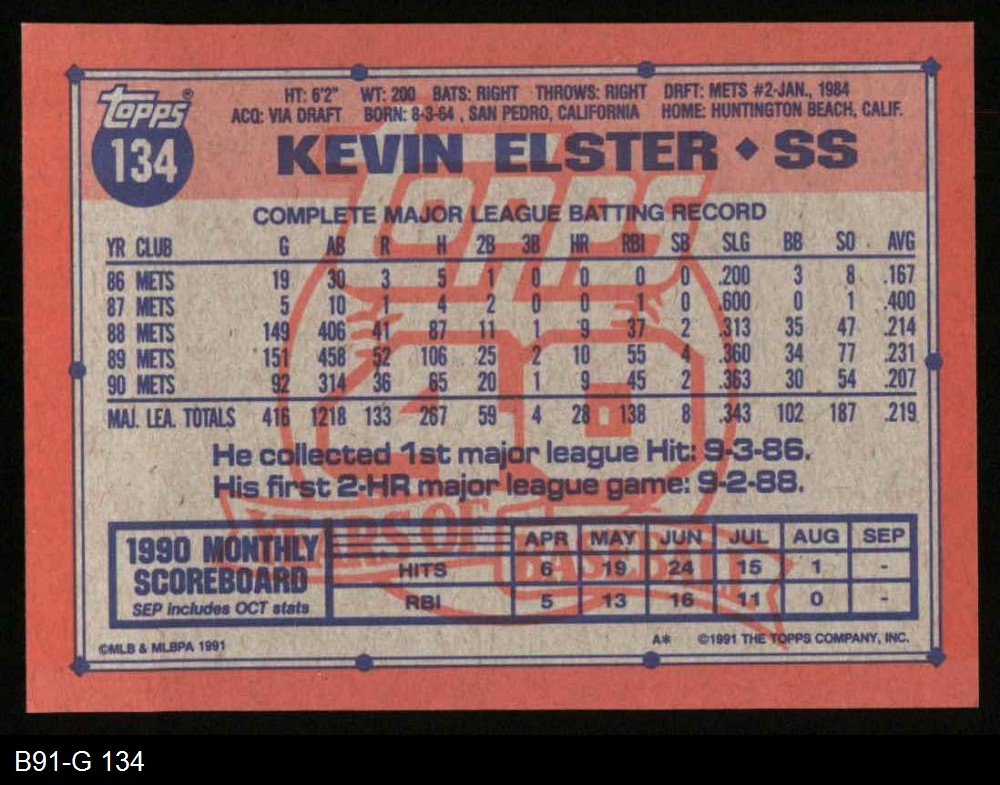 TOPPS®
134
HT: 6'2" WT: 200 BATS: RIGHT THROWS: RIGHT DRFT: METS #2-JAN., 1984
ACQ: VIA DRAFT BORN: 8-3-64 , SAN PEDRO, CALIFORNIA HOME: HUNTINGTON BEACH, CALIF.
KEVIN ELSTER ◆ SS
TOPPS
40
YEARS OF
BASEBALL
COMPLETE MAJOR LEAGUE BATTING RECORD
YR CLUB G AB R H 2B 3B HR RBI SB SLG BB SO AVG
86 METS 19 30 3 5 1 0 0 0 0 .200 3 8 .167
87 METS 5 10 1 4 2 0 0 1 0 .600 0 1 .400
88 METS 149 406 41 87 11 1 9 37 2 .313 35 47 .214
89 METS 151 458 52 106 25 2 10 55 4 .360 34 77 .231
90 METS 92 314 36 65 20 1 9 45 2 .363 30 54 .207
MAJ. LEA. TOTALS 416 1218 133 267 59 4 28 138 8 .343 102 187 .219
He collected 1st major league Hit: 9-3-86.
His first 2-HR major league game: 9-2-88.
1990 MONTHLY
SCOREBOARD
SEP includes OCT stats
APR MAY JUN JUL AUG SEP
HITS 6 19 24 15 1 -
RBI 5 13 16 11 0 -
©MLB & MLBPA 1991
A* ©1991 THE TOPPS COMPANY, INC.
B91-G 134